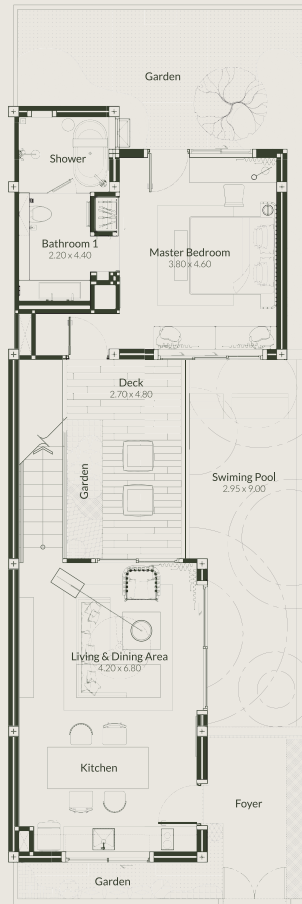 Garden
Shower
Bathroom 1
2.20 x 4.40
Master Bedroom
3.80 x 4.60
Deck
2.70 x 4.80
Garden
Swiming Pool
2.95 x 9.00
Living & Dining Area
4.20 x 6.80
Kitchen
Foyer
Garden